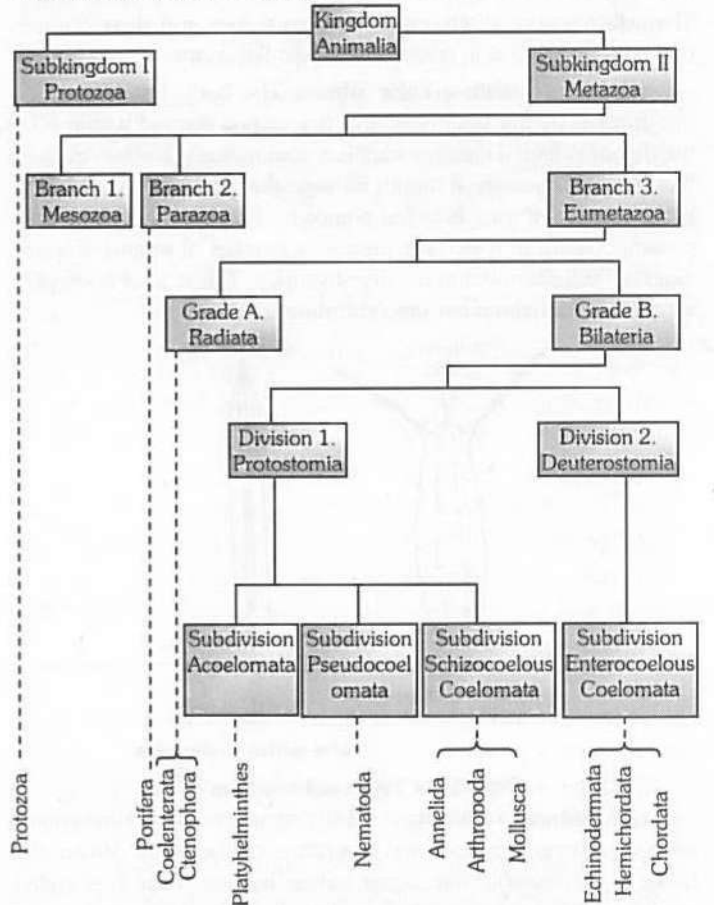 Kingdom
Animalia
Subkingdom I
Protozoa
Subkingdom II
Metazoa
Branch 1.
Mesozoa
Branch 2.
Parazoa
Branch 3.
Eumetazoa
Grade A.
Radiata
Grade B.
Bilateria
Division 1.
Protostomia
Division 2.
Deuterostomia
Subdivision
Acoelomata
Subdivision
Pseudocoel
omata
Subdivision
Schizocoelous
Coelomata
Subdivision
Enterocoelous
Coelomata
Protozoa
Porifera
Coelenterata
Ctenophora
Platyhelmanthes
Nematoda
Annelida
Arthropoda
Mollusca
Echinodermata
Hemichordata
Chordata